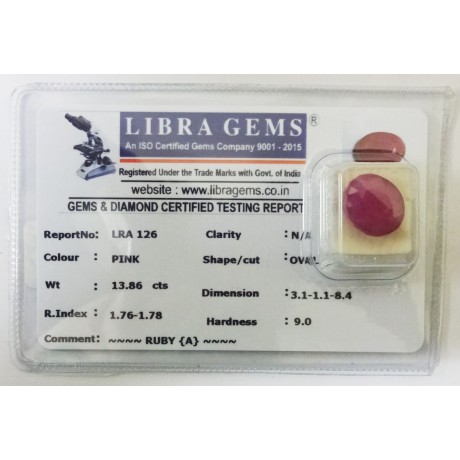 LIBRA GEMS ®
An ISO Certified Gems Company 9001 - 2015
Registered Under the Trade Marks with Govt. of India
website : www.libragems.co.in
GEMS & DIAMOND CERTIFIED TESTING REPORT
ReportNo: LRA 126 Clarity : N/A
Colour : PINK Shape/cut : OVAL
Wt : 13.86 cts Dimension : 3.1-1.1-8.4
R.Index : 1.76-1.78 Hardness : 9.0
Comment: ~~~~ RUBY {A} ~~~~